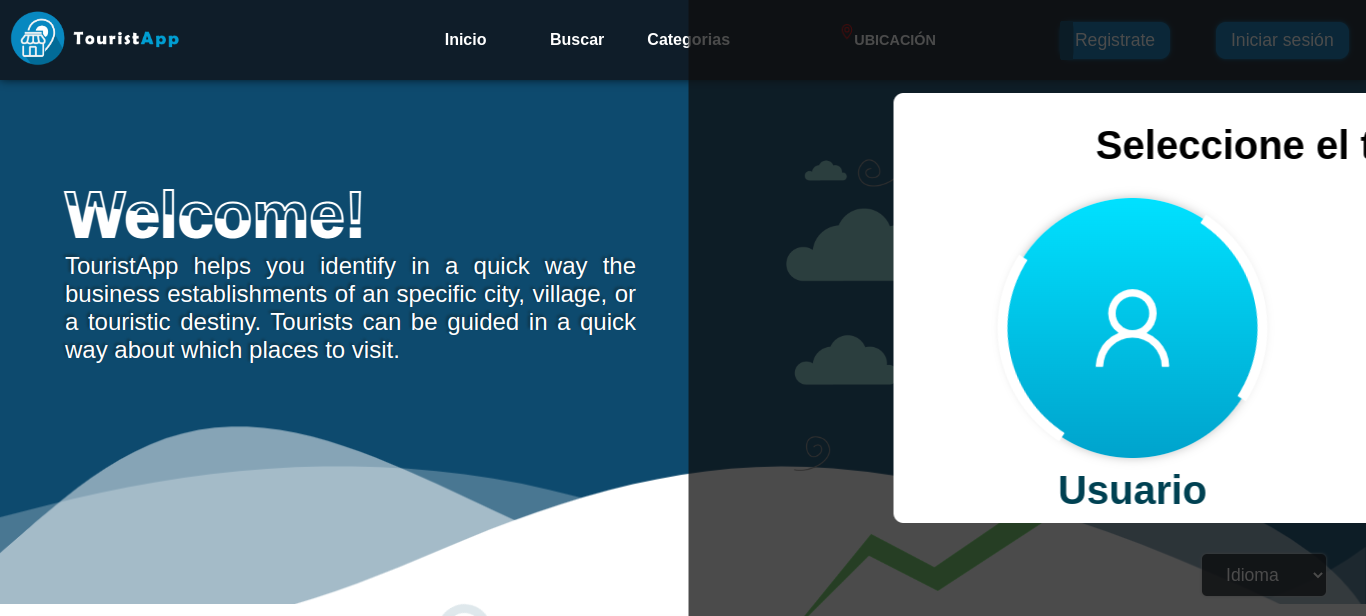 TouristApp
Inicio Buscar Categorias UBICACIÓN Registrate Iniciar sesión
Seleccione el
Welcome!
TouristApp helps you identify in a quick way the
business establishments of an specific city, village, or
a touristic destiny. Tourists can be guided in a quick
way about which places to visit.
Usuario
Idioma